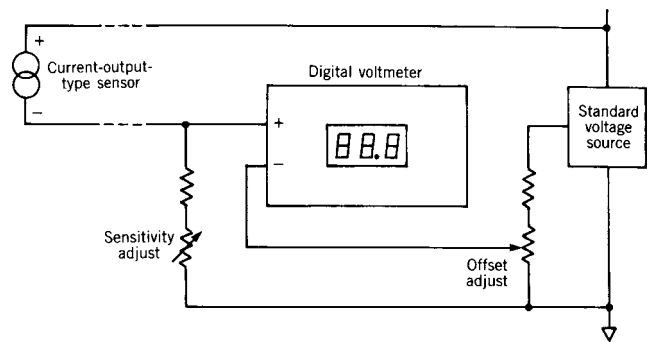 +
Current-output-
type sensor
−
Digital voltmeter
+
−
88.8
Standard
voltage
source
Sensitivity
adjust
Offset
adjust